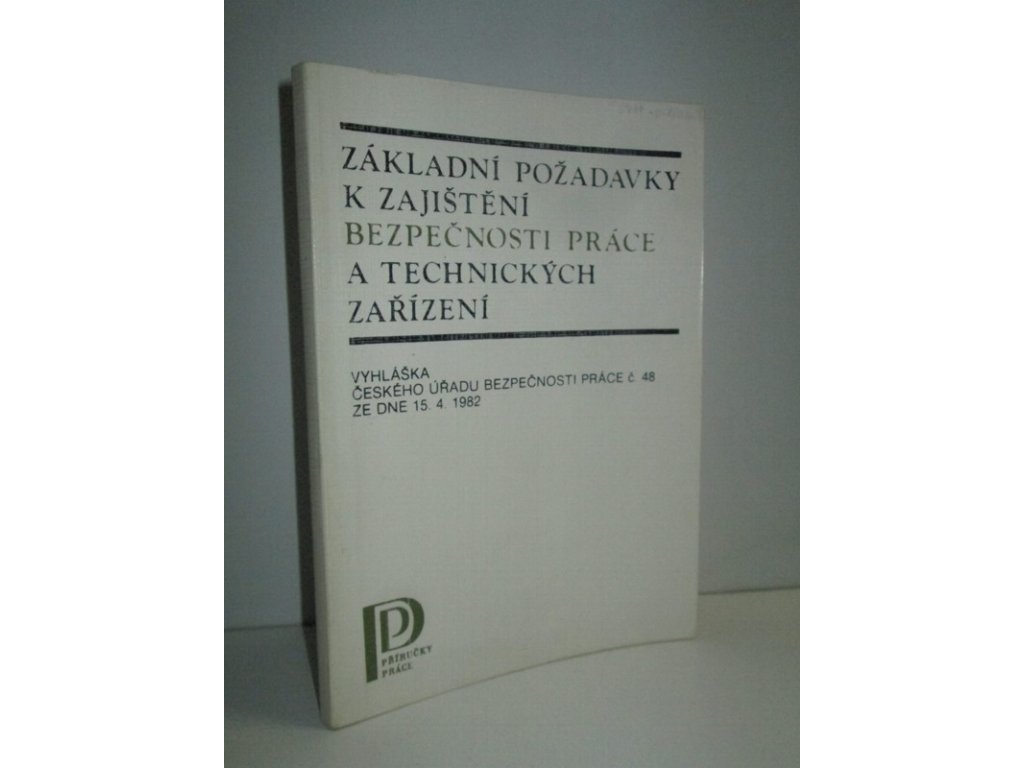 ZÁKLADNÍ POŽADAVKY
K ZAJIŠTĚNÍ
BEZPEČNOSTI PRÁCE
A TECHNICKÝCH
ZAŘÍZENÍ
VYHLÁŠKA
ČESKÉHO ÚŘADU BEZPEČNOSTI PRÁCE č. 48
ZE DNE 15. 4. 1982
PP
PŘÍRUČKY
PRÁCE